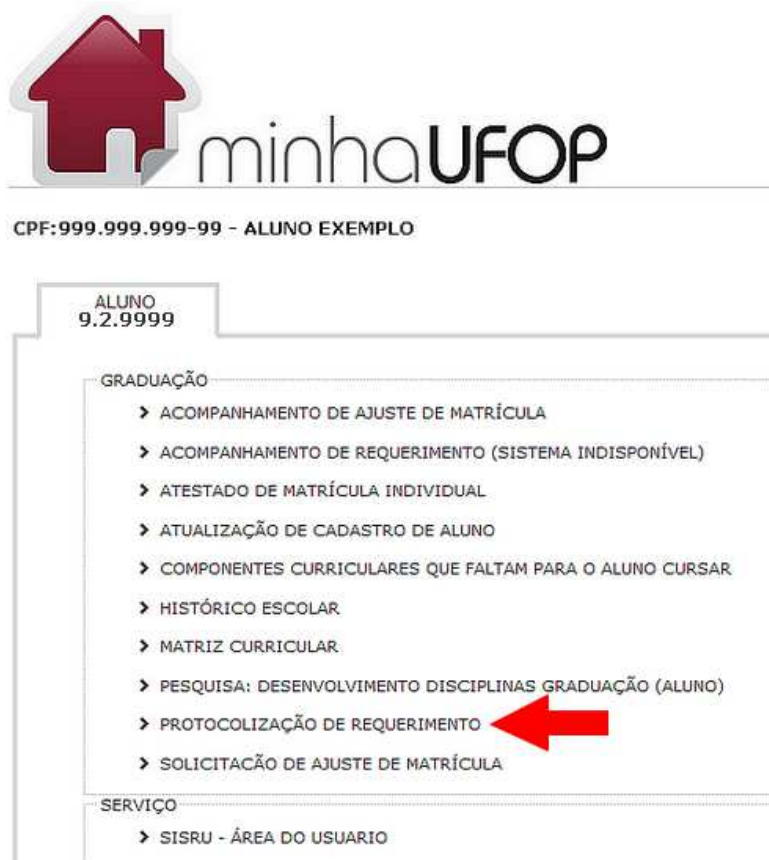 minhaUFOP
CPF:999.999.999-99 - ALUNO EXEMPLO
ALUNO
9.2.9999
GRADUAÇÃO
ACOMPANHAMENTO DE AJUSTE DE MATRÍCULA
ACOMPANHAMENTO DE REQUERIMENTO (SISTEMA INDISPONÍVEL)
ATESTADO DE MATRÍCULA INDIVIDUAL
ATUALIZAÇÃO DE CADASTRO DE ALUNO
COMPONENTES CURRICULARES QUE FALTAM PARA O ALUNO CURSAR
HISTÓRICO ESCOLAR
MATRIZ CURRICULAR
PESQUISA: DESENVOLVIMENTO DISCIPLINAS GRADUAÇÃO (ALUNO)
PROTOCOLIZAÇÃO DE REQUERIMENTO
SOLICITACÃO DE AJUSTE DE MATRÍCULA
SERVIÇO
SISRU - ÁREA DO USUARIO